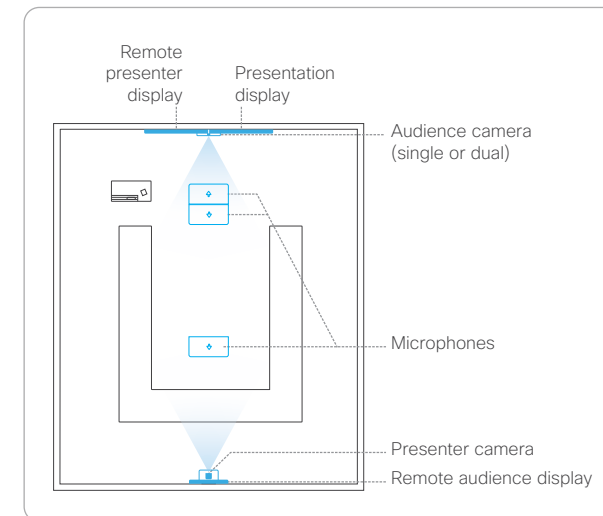 Remote
presenter
display
Presentation
display
Audience camera
(single or dual)
Microphones
Presenter camera
Remote audience display